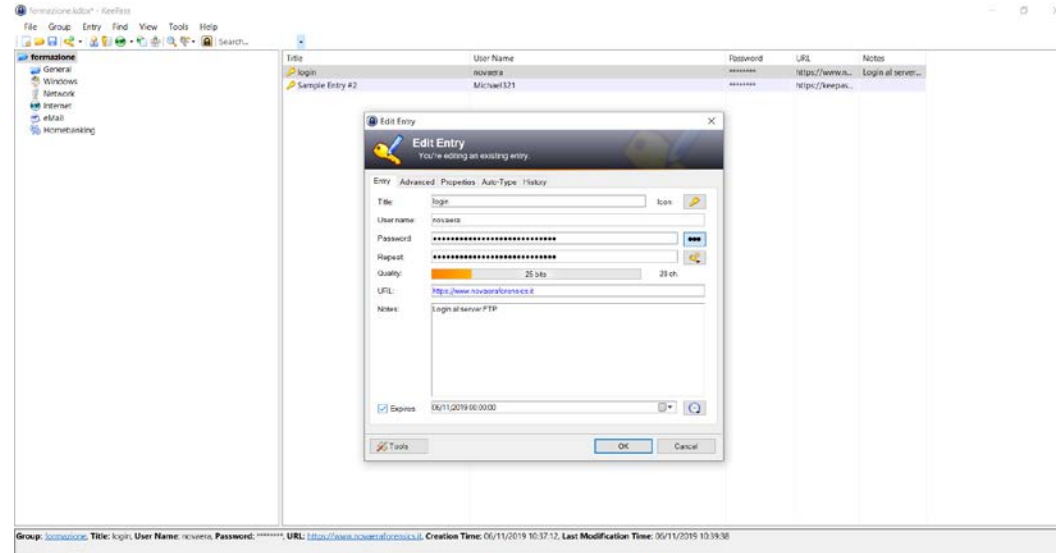 formazione.kdbx* - KeePass
File Group Entry Find View Tools Help
Search...
formazione
General
Windows
Network
Internet
eMail
Homebanking
Title User Name Password URL Notes
login novaera ******** https://www.n... Login al server...
Sample Entry #2 Michael321 ******** https://keepas...
Edit Entry
Edit Entry
You're editing an existing entry.
Entry Advanced Properties Auto-Type History
Title: login Icon:
User name: novaera
Password:
Repeat:
Quality: 25 bits 28 ch.
URL: https://www.novaeraforensics.it
Notes: Login al server FTP
Expires: 06/11/2019 00:00:00
Tools OK Cancel
Group: formazione, Title: login, User Name: novaera, Password: ********, URL: https://www.novaeraforensics.it, Creation Time: 06/11/2019 10:37:12, Last Modification Time: 06/11/2019 10:39:38